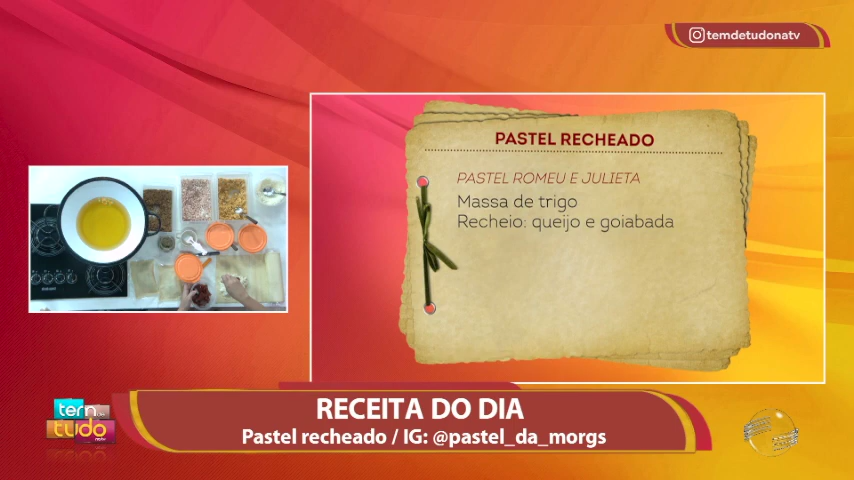 temdetudonatv
PASTEL RECHEADO
PASTEL ROMEU E JULIETA
Massa de trigo
Recheio: queijo e goiabada
RECEITA DO DIA
Pastel recheado / IG: @pastel_da_morgs
tem de
tudo